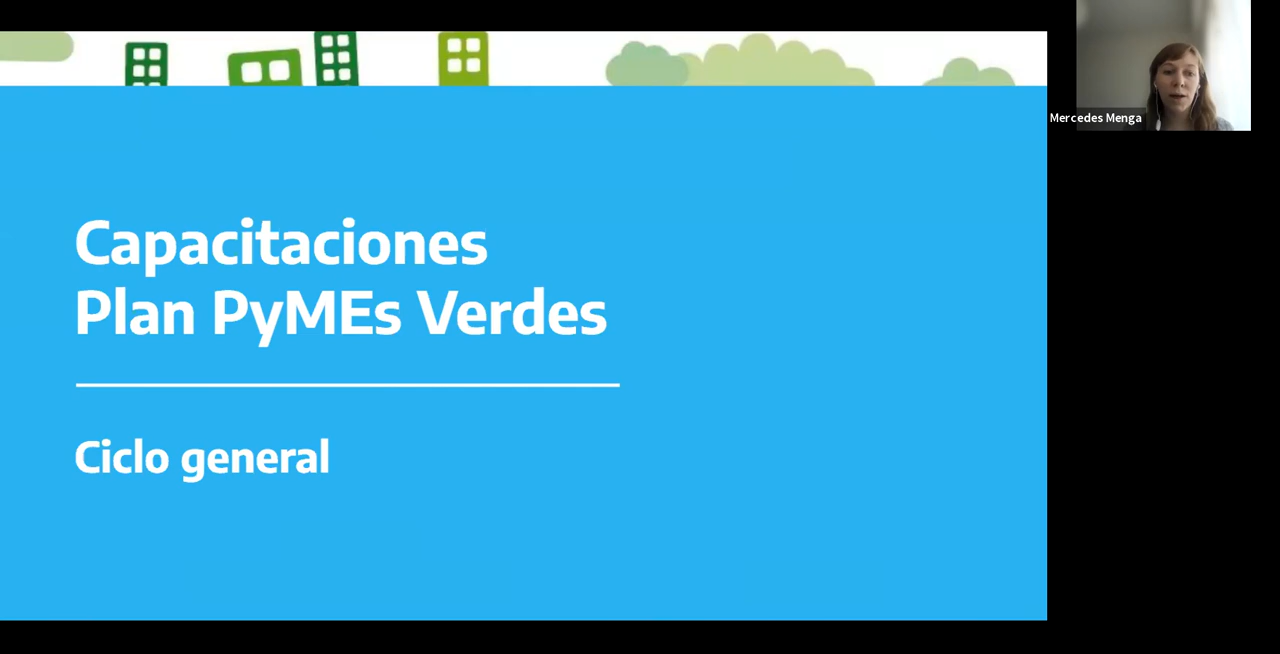 Capacitaciones
Plan PyMEs Verdes
Ciclo general
Mercedes Menga